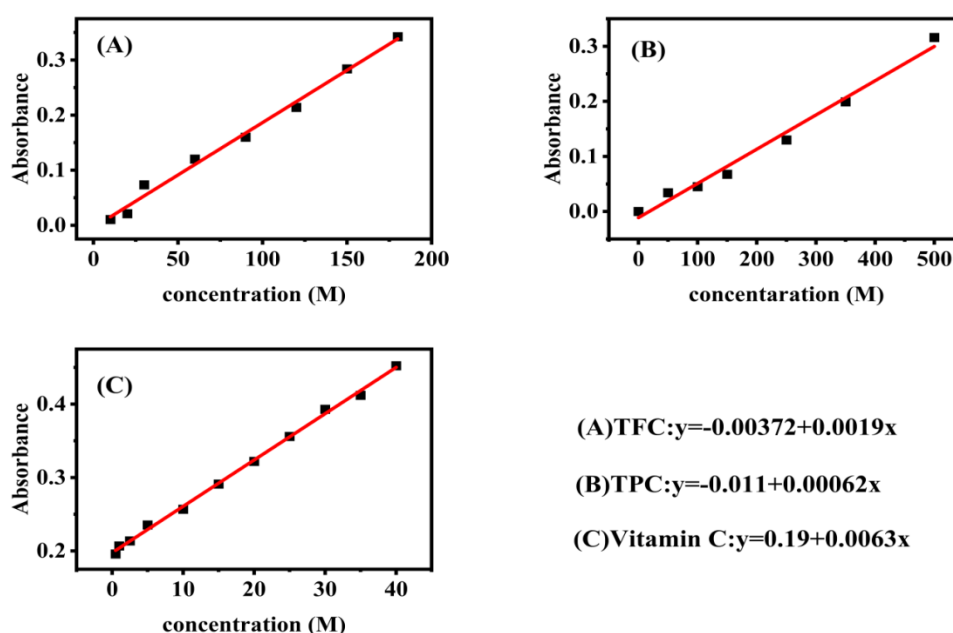 (A)
Absorbance
0.3
0.2
0.1
0.0
0 50 100 150 200
concentration (M)
(B)
Absorbance
0.3
0.2
0.1
0.0
0 100 200 300 400 500
concentaration (M)
(C)
Absorbance
0.4
0.3
0.2
0 10 20 30 40
concentration (M)
(A)TFC:y=-0.00372+0.0019x
(B)TPC:y=-0.011+0.00062x
(C)Vitamin C:y=0.19+0.0063x